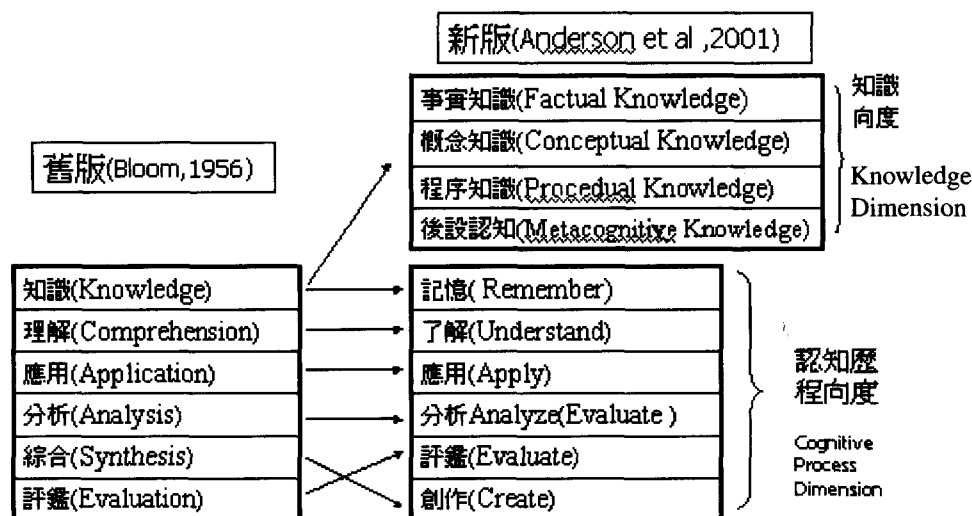 新版(Anderson et al ,2001)
事實知識(Factual Knowledge)
概念知識(Conceptual Knowledge)
程序知識(Procedual Knowledge)
後設認知(Metacognitive Knowledge)
知識
向度
Knowledge
Dimension
舊版(Bloom,1956)
知識(Knowledge)
理解(Comprehension)
應用(Application)
分析(Analysis)
綜合(Synthesis)
評鑑(Evaluation)
記憶( Remember)
了解(Understand)
應用(Apply)
分析Analyze(Evaluate )
評鑑(Evaluate)
創作(Create)
認知歷
程向度
Cognitive
Process
Dimension